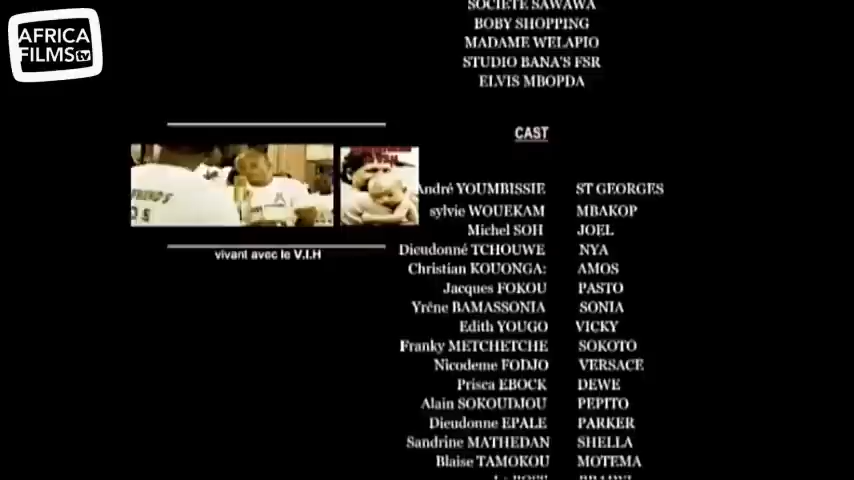 AFRICA
FILMS tv
SOCIETE SAWAWA
BOBY SHOPPING
MADAME WELAPIO
STUDIO BANA'S FSR
ELVIS MBOPDA
CAST
André YOUMBISSIE ST GEORGES
sylvie WOUEKAM MBAKOP
Michel SOH JOEL
Dieudonné TCHOUWE NYA
Christian KOUONGA: AMOS
Jacques FOKOU PASTO
Yrène BAMASSONIA SONIA
Edith YOUGO VICKY
Franky METCHETCHE SOKOTO
Nicodeme FODJO VERSACE
Prisca EBOCK DEWE
Alain SOKOUDJOU PEPITO
Dieudonne EPALE PARKER
Sandrine MATHEDAN SHELLA
Blaise TAMOKOU MOTEMA
vivant avec le V.I.H